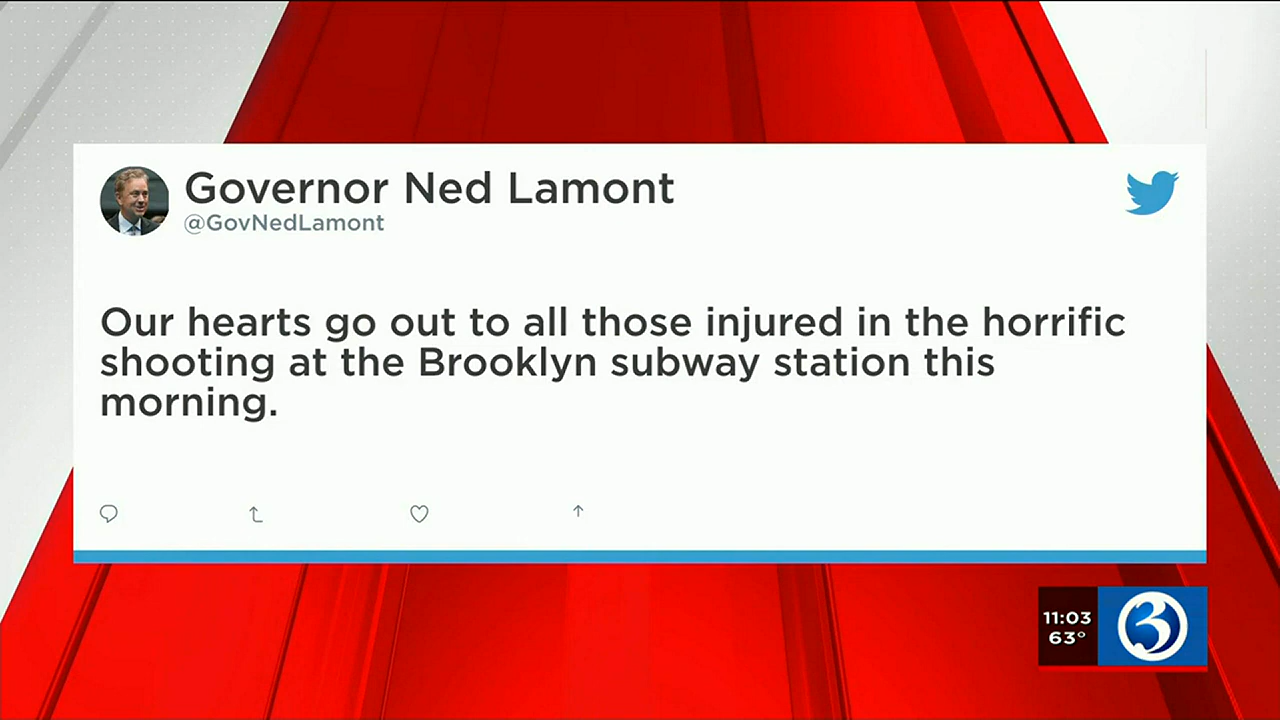 Governor Ned Lamont
@GovNedLamont
Our hearts go out to all those injured in the horrific
shooting at the Brooklyn subway station this
morning.
11:03
63°
3